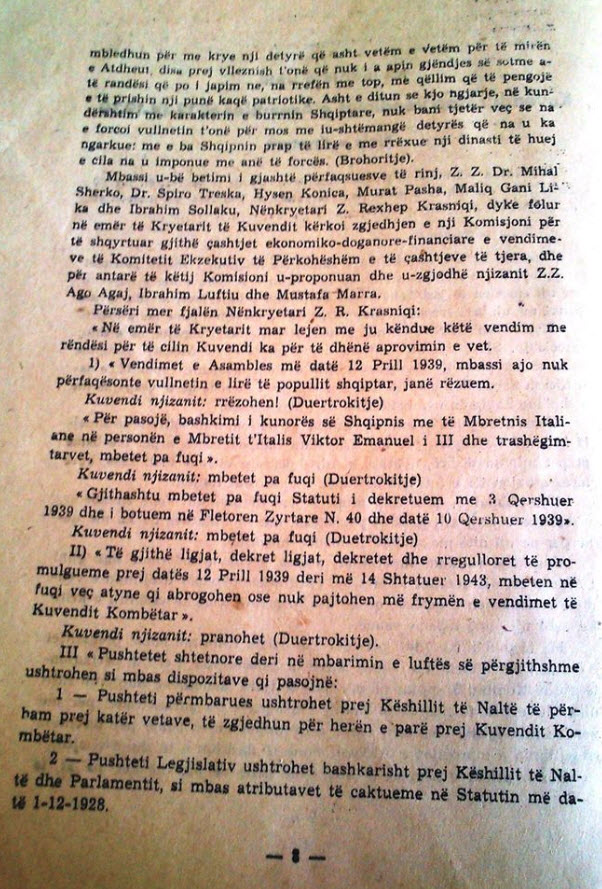 mbledhun për me krye nji detyrë që asht vetëm e vetëm për të mirën
e Atdheut, disa prej vlleznish t'onë që nuk i a apin gjëndjes së sotme a-
të randësi që po i japim ne, na rrefën me top, me qëllim që të pengojë
e të prishin nji punë kaqë patriotike. Asht e ditun se kjo ngjarje, në kun-
dërshtim me karakterin e burrnin Shqiptare, nuk bani tjetër veç se na
e forcoi vullnetin t'onë për mos me iu-shtëmangë detyrës që na u ka
ngarkue: me e ba Shqipnin prap të lirë e me rrëxue nji dinasti të huej
e cila na u imponue me anë të forcës. (Brohoritje).
Mbassi u-bë betimi i gjashtë përfaqsuesve të rinj, Z. Z. Dr. Mihal
Sherko, Dr. Spiro Treska, Hysen Konica, Murat Pasha, Maliq Gani Li-
ka dhe Ibrahim Sollaku, Nënkryetari Z. Rexhep Krasniqi, dyke folur
në emër të Kryetarit të Kuvendit kërkoi zgjedhjen e nji Komisjoni për
të shqyrtuar gjithë çashtjet ekonomiko-doganore-financiare e vendime-
ve të Komitetit Ekzekutiv të Përkohëshëm e të çashtjeve të tjera, dhe
për antarë të këtij Komisioni u-proponuan dhe u-zgjodhë njizanit Z.Z.
Ago Agaj, Ibrahim Luftiu dhe Mustafa Marra.
Përsëri mer fjalën Nënkryetari Z. R. Krasniqi:
« Në emër të Kryetarit mar lejen me ju këndue këtë vendim me
rëndësi për të cilin Kuvendi ka për të dhënë aprovimin e vet.
1) « Vendimet e Asambles më datë 12 Prill 1939, mbassi ajo nuk
përfaqësonte vullnetin e lirë të popullit shqiptar, janë rëzuem.
Kuvendi njizanit: rrëzohen! (Duertrokitje)
« Për pasojë, bashkimi i kunorës së Shqipnis me të Mbretnis Itali-
ane në personën e Mbretit t'Italis Viktor Emanuel i III dhe trashëgim-
tarvet, mbetet pa fuqi ».
Kuvendi njizanit: mbetet pa fuqi (Duertrokitje)
« Gjithashtu mbetet pa fuqi Statuti i dekretuem me 3 Qershuer
1939 dhe i botuem në Fletoren Zyrtare N. 40 dhe datë 10 Qershuer 1939».
Kuvendi njizanit: mbetet pa fuqi (Duetrokitje)
II) « Të gjithë ligjat, dekret ligjat, dekretet dhe rregulloret të pro-
mulgueme prej datës 12 Prill 1939 deri më 14 Shtatuer 1943, mbeten në
fuqi veç atyne qi abrogohen ose nuk pajtohen më frymën e vendimet të
Kuvendit Kombëtar ».
Kuvendi njizanit: pranohet (Duertrokitje).
III « Pushtetet shtetnore deri në mbarimin e luftës së përgjithshme
ushtrohen si mbas dispozitave qi pasojnë:
1 — Pushteti përmbarues ushtrohet prej Këshillit të Naltë të për-
bam prej katër vetave, të zgjedhun për herën e parë prej Kuvendit Ko-
mbëtar.
2 — Pushteti Legjislativ ushtrohet bashkarisht prej Këshillit të Nal-
të dhe Parlamentit, si mbas atributavet të caktueme në Statutin më da-
të 1-12-1928.
— 8 —